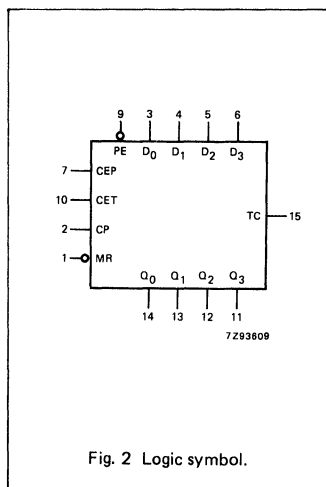 9 3 4 5 6
PE D0 D1 D2 D3
7 CEP
10 CET
TC 15
2 CP
1 MR
Q0 Q1 Q2 Q3
14 13 12 11
7Z93609
Fig. 2 Logic symbol.